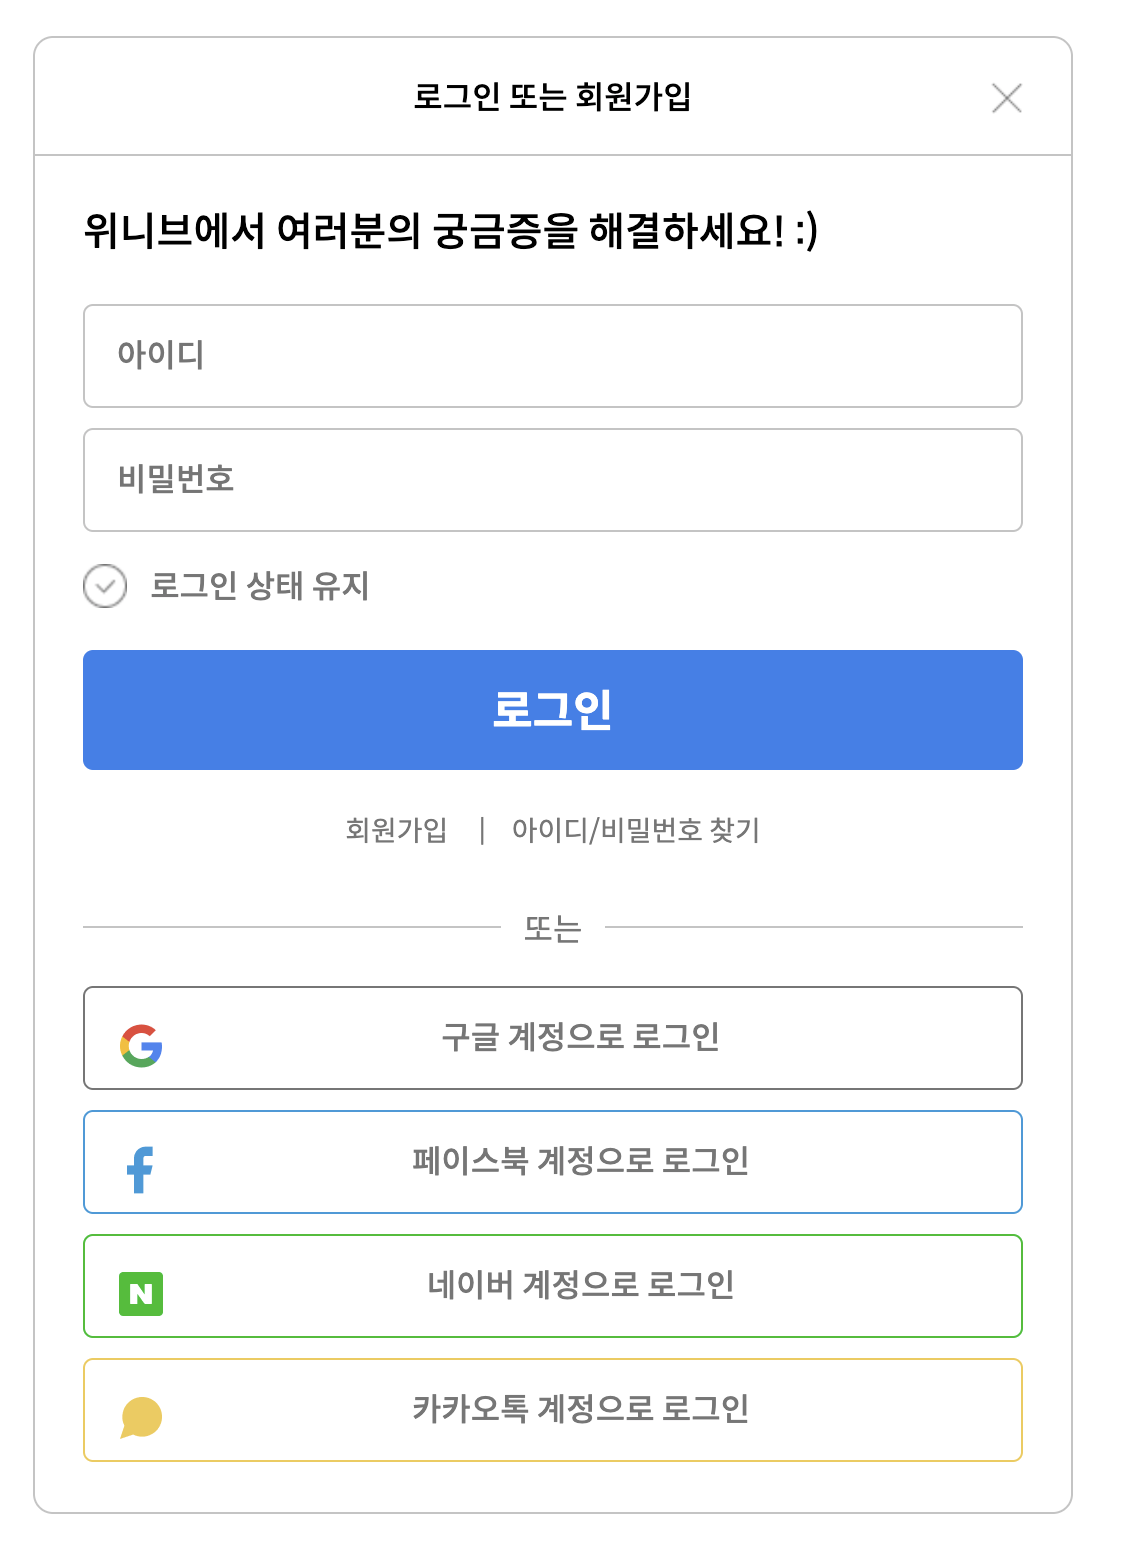 로그인 또는 회원가입
위니브에서 여러분의 궁금증을 해결하세요! :)
아이디
비밀번호
로그인 상태 유지
로그인
회원가입 | 아이디/비밀번호 찾기
또는
구글 계정으로 로그인
페이스북 계정으로 로그인
네이버 계정으로 로그인
카카오톡 계정으로 로그인